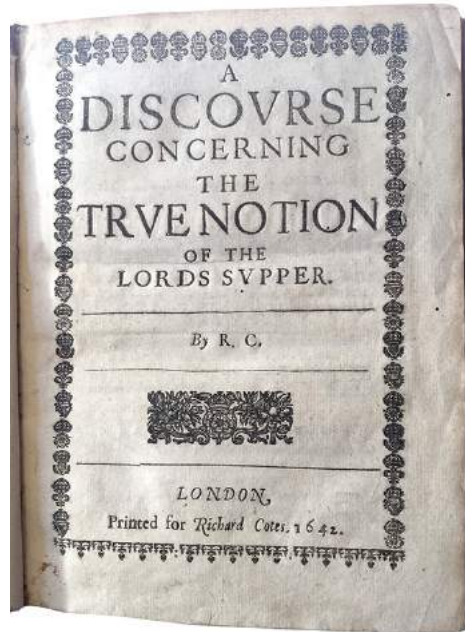 A
DISCOVRSE
CONCERNING
THE
TRVE NOTION
OF THE
LORDS SVPPER.
By R. C.
LONDON,
Printed for Richard Cotes. 1642.